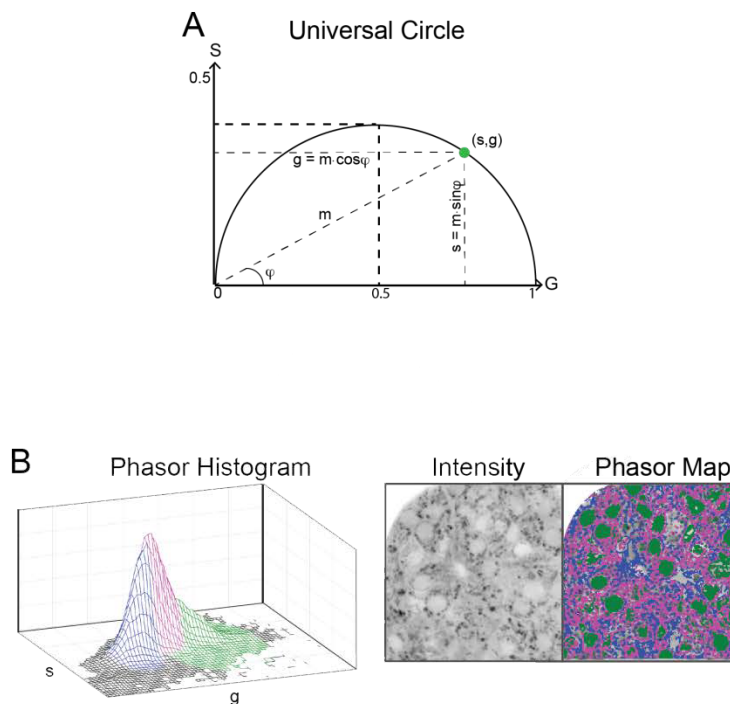 A
Universal Circle
S
0.5
(s,g)
g = m·cosφ
m
s = m·sinφ
φ
0
0.5
1
G
B
Phasor Histogram
Intensity
Phasor Map
s
g